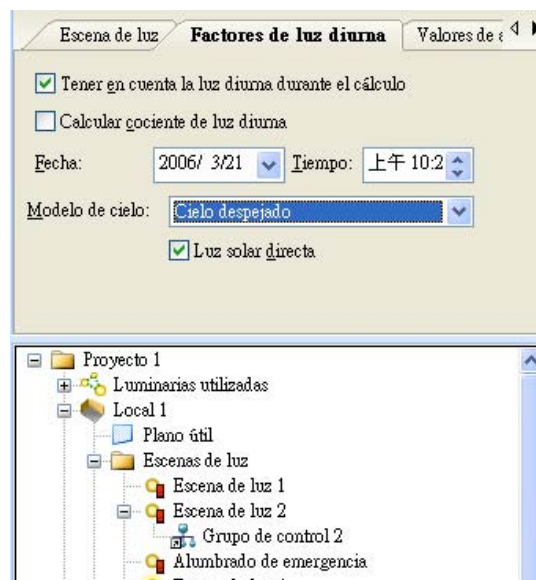 Escena de luz Factores de luz diurna Valores de
Tener en cuenta la luz diurna durante el cálculo
Calcular cociente de luz diurna
Fecha: 2006/ 3/21 Tiempo: 上午 10:2
Modelo de cielo: Cielo despejado
Luz solar directa
Proyecto 1
Luminarias utilizadas
Local 1
Plano útil
Escenas de luz
Escena de luz 1
Escena de luz 2
Grupo de control 2
Alumbrado de emergencia